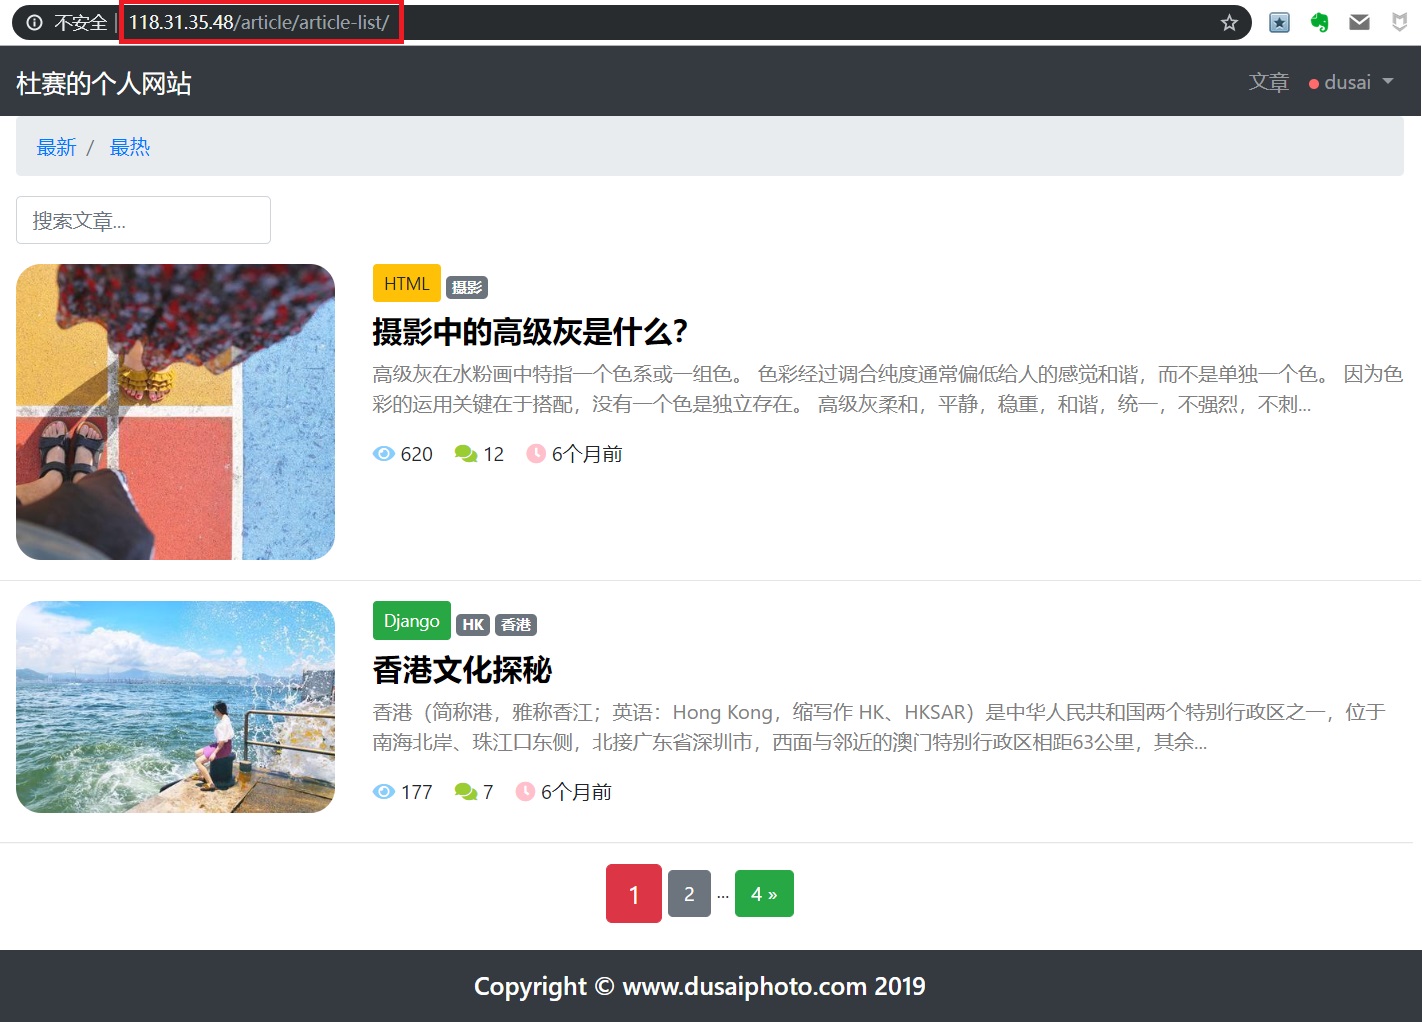 不安全 | 118.31.35.48/article/article-list/
杜赛的个人网站
文章 dusai
最新 / 最热
搜索文章...
HTML 摄影
摄影中的高级灰是什么？
高级灰在水粉画中特指一个色系或一组色。 色彩经过调合纯度通常偏低给人的感觉和谐，而不是单独一个色。 因为色
彩的运用关键在于搭配，没有一个色是独立存在。 高级灰柔和，平静，稳重，和谐，统一，不强烈，不刺...
620 12 6个月前
Django HK 香港
香港文化探秘
香港（简称港，雅称香江；英语：Hong Kong，缩写作 HK、HKSAR）是中华人民共和国两个特别行政区之一，位于
南海北岸、珠江口东侧，北接广东省深圳市，西面与邻近的澳门特别行政区相距63公里，其余...
177 7 6个月前
1 2 ... 4 »
Copyright © www.dusaiphoto.com 2019